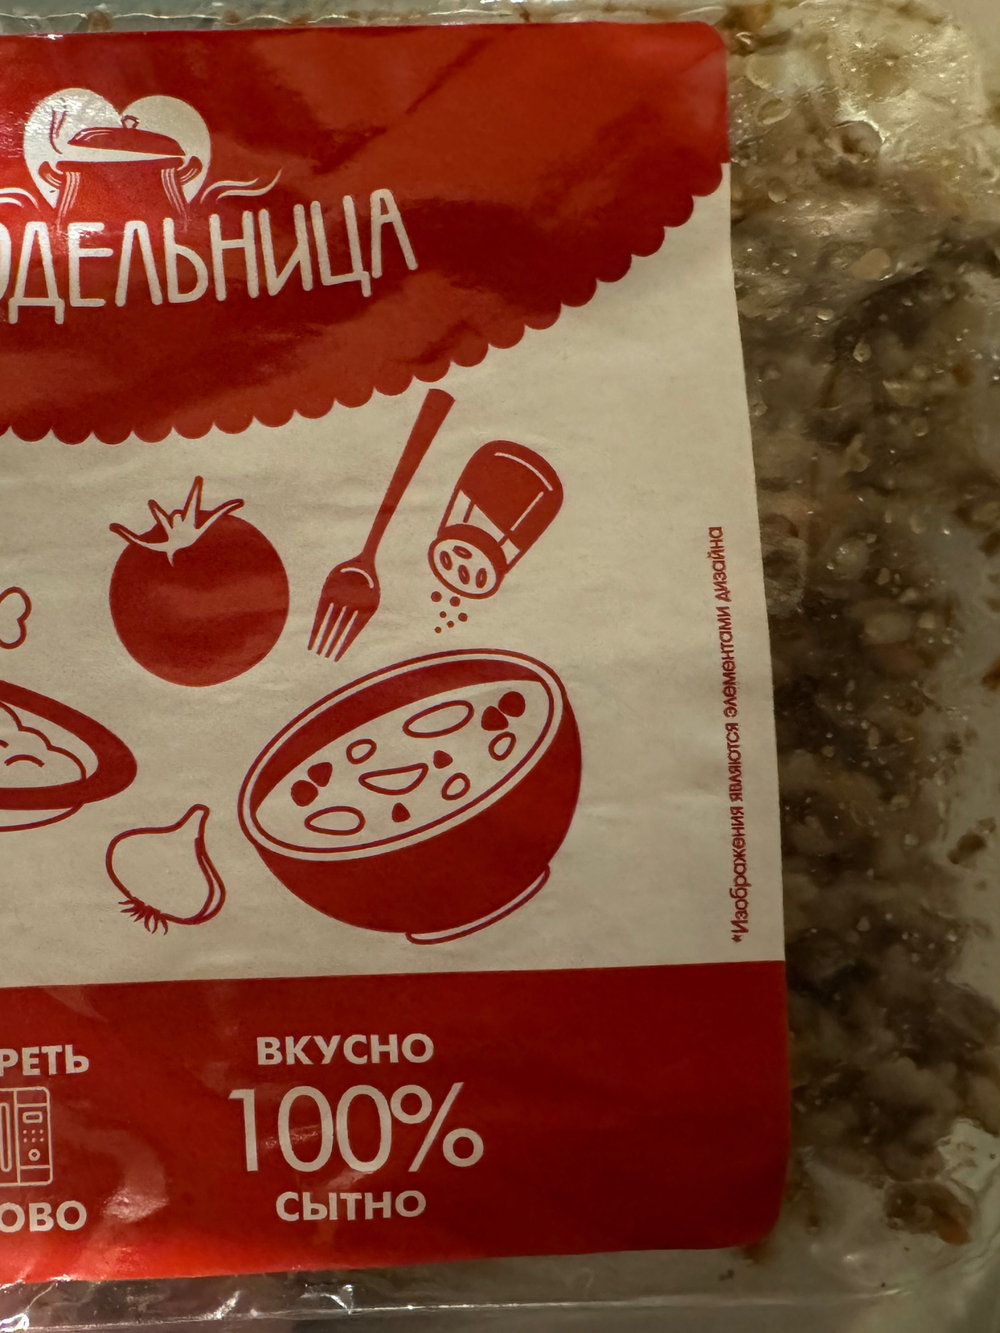 ОДЕЛЬНИЦА
*Изображения являются элементами дизайна
РЕТЬ
ОВО
ВКУСНО
100%
СЫТНО